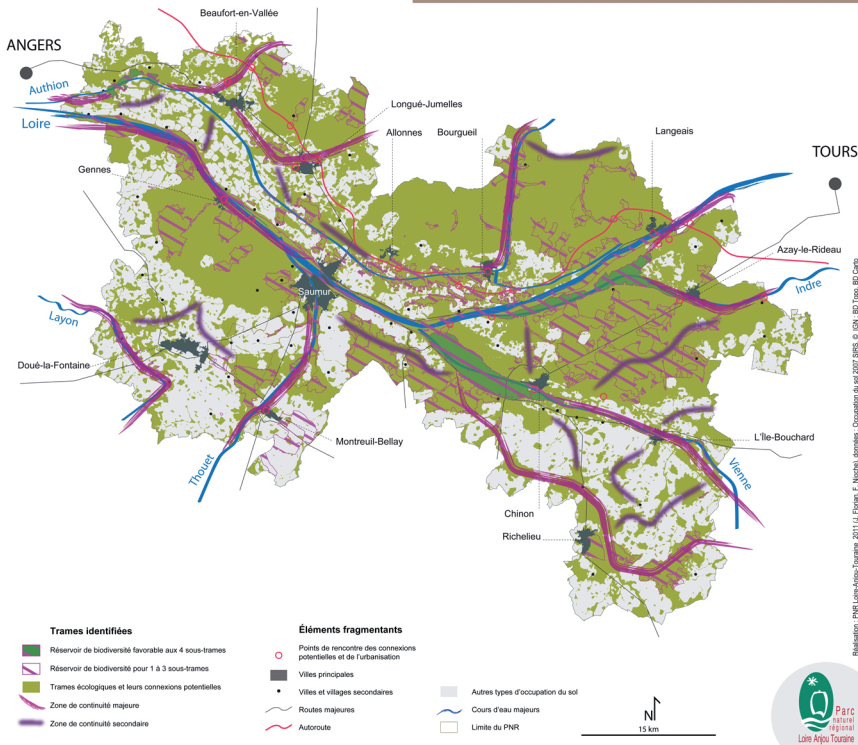 Beaufort-en-Vallée
ANGERS
Authion
Longué-Jumelles
Loire
Allonnes
Bourgueil
Langeais
TOURS
Gennes
Azay-le-Rideau
Indre
Saumur
Layon
Doué-la-Fontaine
Montreuil-Bellay
L'Île-Bouchard
Thouet
Vienne
Chinon
Richelieu
Réalisation : PNR Loire-Anjou-Touraine, 2011 (J. Florian, F. Noché), données : Occupation du sol 2007 SIRS, © IGN : BD Topo, BD Carto
Trames identifiées
Réservoir de biodiversité favorable aux 4 sous-trames
Réservoir de biodiversité pour 1 à 3 sous-trames
Trames écologiques et leurs connexions potentielles
Zone de continuité majeure
Zone de continuité secondaire
Éléments fragmentants
Points de rencontre des connexions
potentielles et de l'urbanisation
Villes principales
Villes et villages secondaires
Routes majeures
Autoroute
Autres types d'occupation du sol
Cours d'eau majeurs
Limite du PNR
N
15 km
Parc
naturel
régional
Loire Anjou Touraine